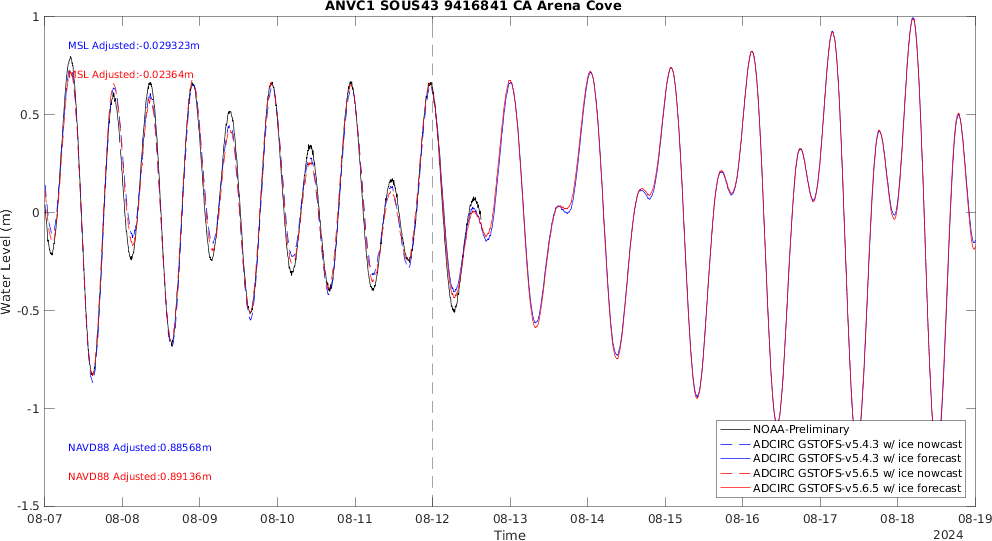 ANVC1 SOUS43 9416841 CA Arena Cove
MSL Adjusted:-0.029323m
MSL Adjusted:-0.02364m
NAVD88 Adjusted:0.88568m
NAVD88 Adjusted:0.89136m
Water Level (m)
1
0.5
0
-0.5
-1
-1.5
NOAA-Preliminary
ADCIRC GSTOFS-v5.4.3 w/ ice nowcast
ADCIRC GSTOFS-v5.4.3 w/ ice forecast
ADCIRC GSTOFS-v5.6.5 w/ ice nowcast
ADCIRC GSTOFS-v5.6.5 w/ ice forecast
08-07 08-08 08-09 08-10 08-11 08-12 08-13 08-14 08-15 08-16 08-17 08-18 08-19
Time
2024